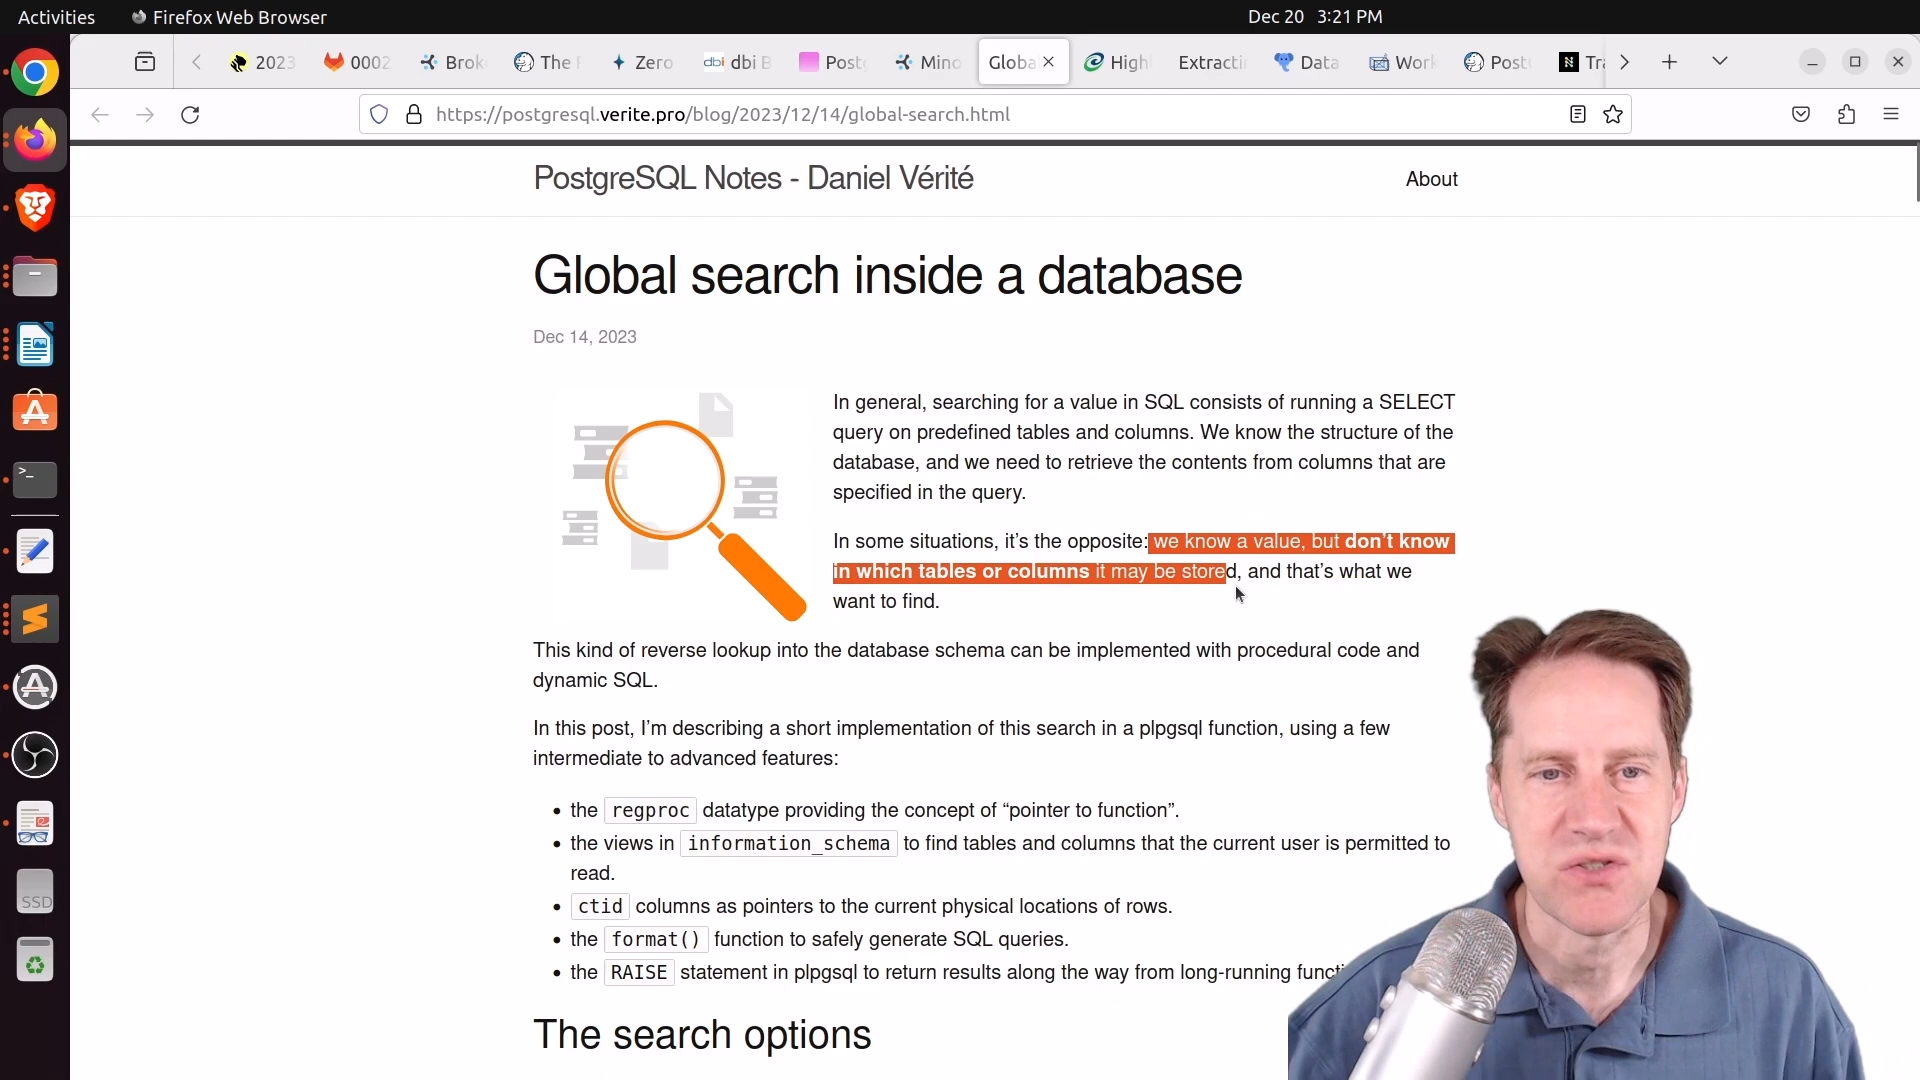 Activities
Firefox Web Browser
Dec 20 3:21 PM
2023
0002
Brok
The
Zero
dbi dbi B
Post
Mino
Globa
High
Extracti
Data
Work
Post
Tra
https://postgresql.verite.pro/blog/2023/12/14/global-search.html
PostgreSQL Notes - Daniel Vérité
About
Global search inside a database
Dec 14, 2023
In general, searching for a value in SQL consists of running a SELECT
query on predefined tables and columns. We know the structure of the
database, and we need to retrieve the contents from columns that are
specified in the query.
In some situations, it’s the opposite: we know a value, but don’t know
in which tables or columns it may be stored, and that’s what we
want to find.
This kind of reverse lookup into the database schema can be implemented with procedural code and
dynamic SQL.
In this post, I’m describing a short implementation of this search in a plpgsql function, using a few
intermediate to advanced features:
• the regproc datatype providing the concept of “pointer to function”.
• the views in information_schema to find tables and columns that the current user is permitted to
read.
• ctid columns as pointers to the current physical locations of rows.
• the format() function to safely generate SQL queries.
• the RAISE statement in plpgsql to return results along the way from long-running functi
The search options
SSD